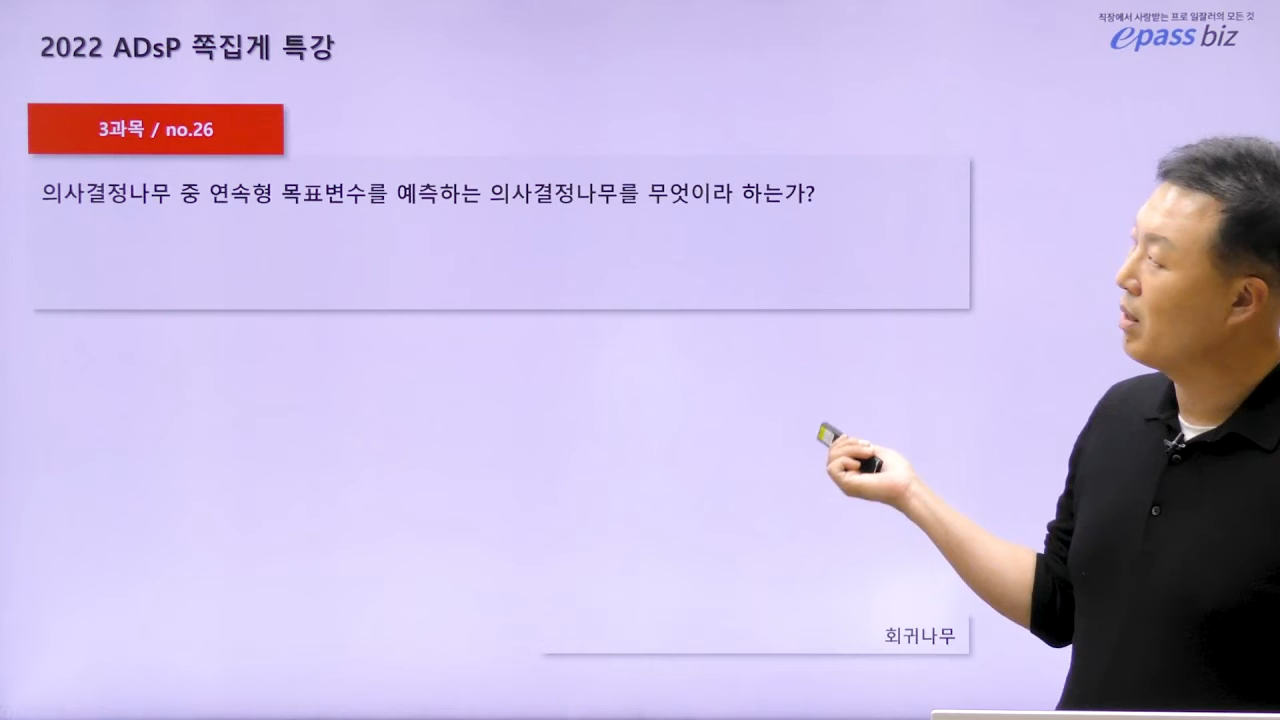 직장에서 사랑받는 프로 일잘러의 모든 것
epass biz
2022 ADsP 쪽집게 특강
3과목 / no.26
의사결정나무 중 연속형 목표변수를 예측하는 의사결정나무를 무엇이라 하는가?
회귀나무